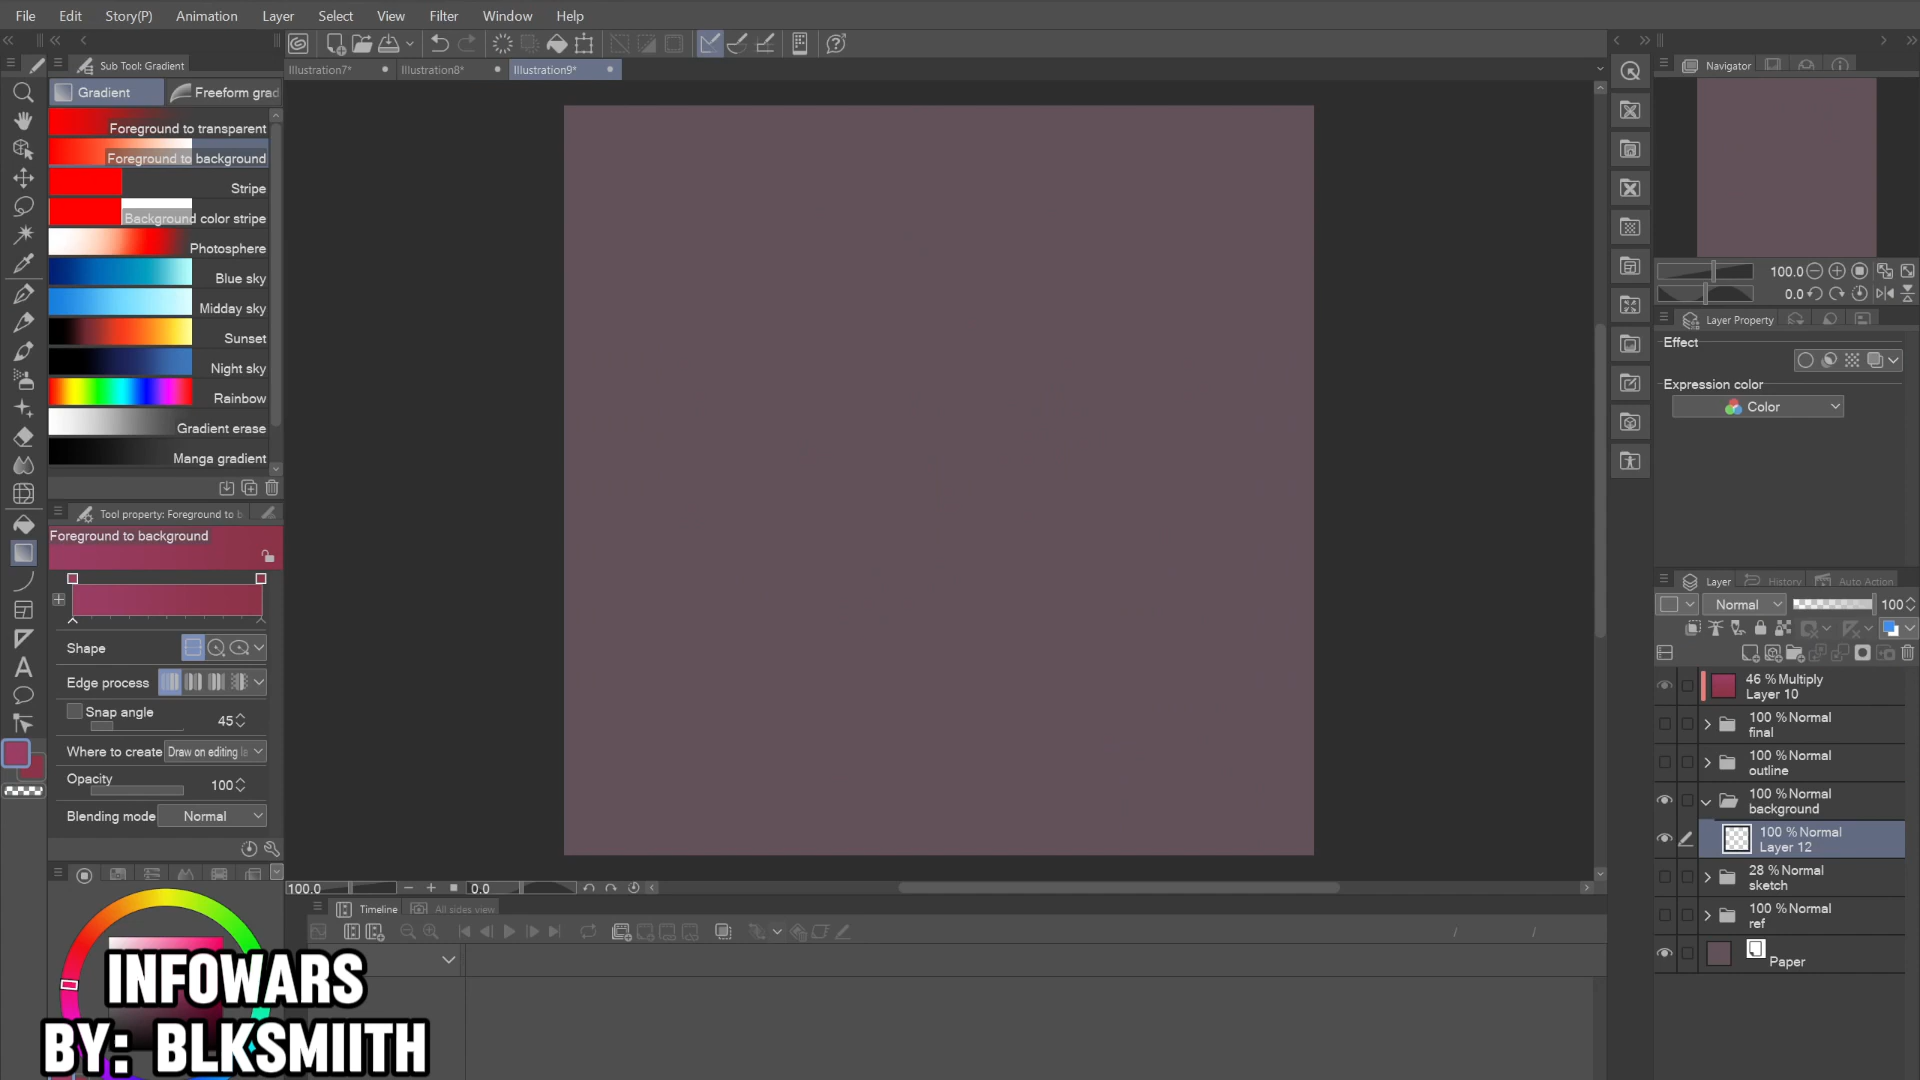 File Edit Story(P) Animation Layer Select View Filter Window Help
Illustration7* Illustration8* Illustration9*
Sub Tool: Gradient
Gradient Freeform grad
Foreground to transparent
Foreground to background
Stripe
Background color stripe
Photosphere
Blue sky
Midday sky
Sunset
Night sky
Rainbow
Gradient erase
Manga gradient
Tool property: Foreground to b
Foreground to background
Shape
Edge process
Snap angle 45
Where to create Draw on editing la
Opacity 100
Blending mode Normal
INFOWARS
BY: BLKSMIITH
100.0 0.0
Timeline All sides view
/ /
Navigator
100.0
0.0
Layer Property
Effect
Expression color
Color
Layer History Auto Action
Normal 100
46 % Multiply
Layer 10
100 % Normal
final
100 % Normal
outline
100 % Normal
background
100 % Normal
Layer 12
28 % Normal
sketch
100 % Normal
ref
Paper